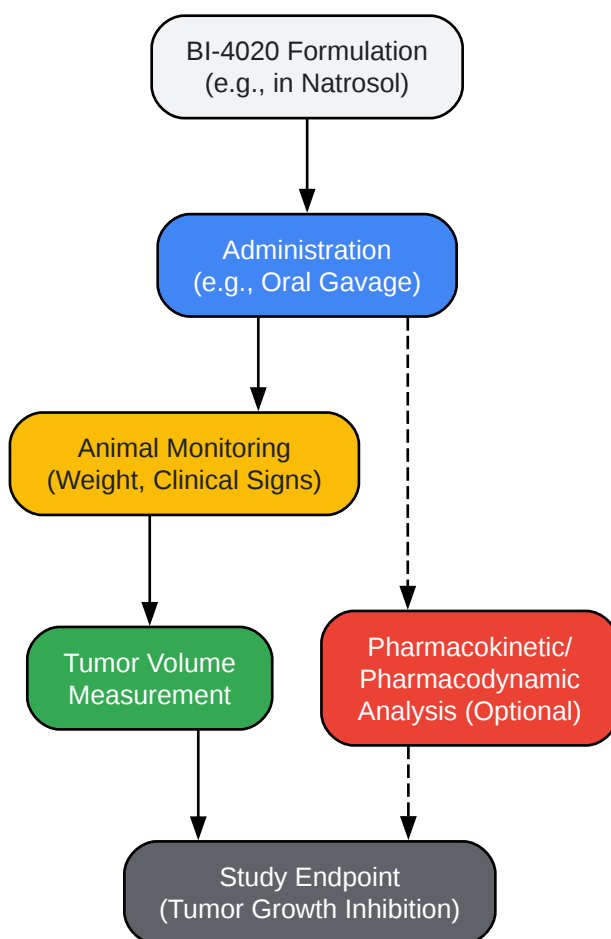 BI-4020 Formulation
(e.g., in Natrosol)
Administration
(e.g., Oral Gavage)
Animal Monitoring
(Weight, Clinical Signs)
Tumor Volume
Measurement
Pharmacokinetic/
Pharmacodynamic
Analysis (Optional)
Study Endpoint
(Tumor Growth Inhibition)